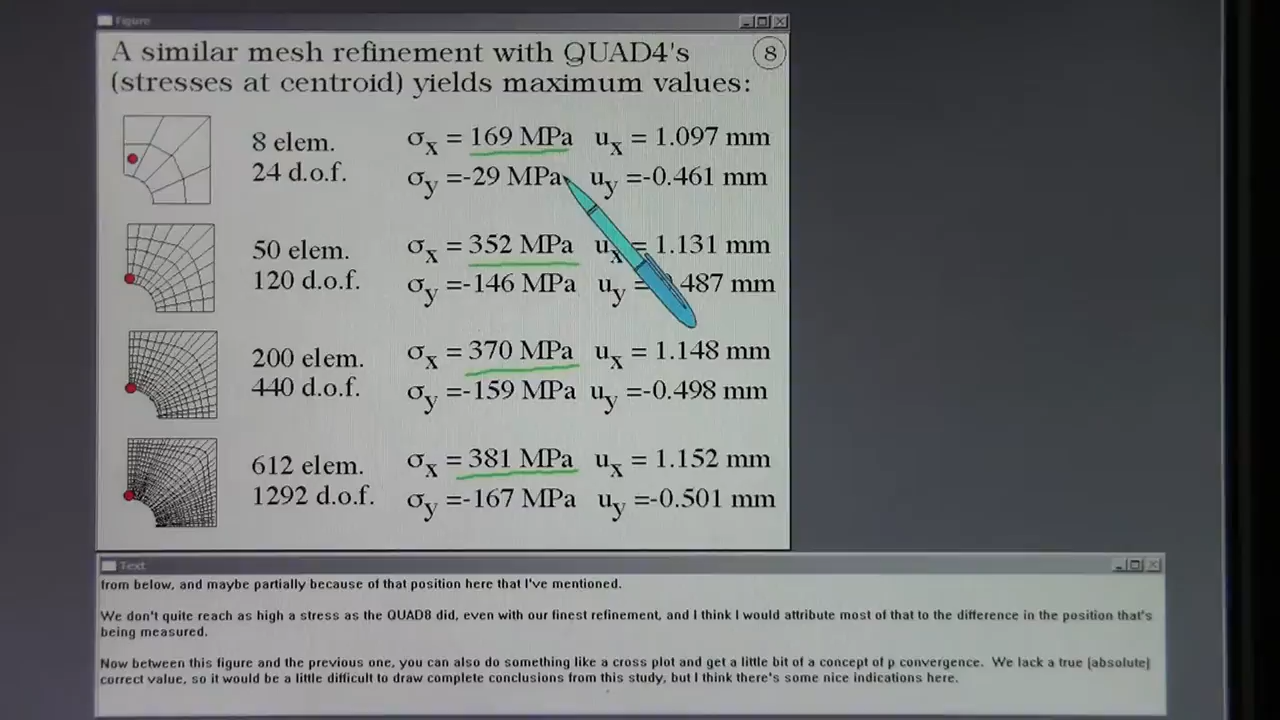 Figure
A similar mesh refinement with QUAD4's
(stresses at centroid) yields maximum values:
8
8 elem.
24 d.o.f.
σx = 169 MPa ux = 1.097 mm
σy =-29 MPa uy =-0.461 mm
50 elem.
120 d.o.f.
σx = 352 MPa ux = 1.131 mm
σy =-146 MPa uy = .487 mm
200 elem.
440 d.o.f.
σx = 370 MPa ux = 1.148 mm
σy =-159 MPa uy =-0.498 mm
612 elem.
1292 d.o.f.
σx = 381 MPa ux = 1.152 mm
σy =-167 MPa uy =-0.501 mm
Text
from below, and maybe partially because of that position here that I've mentioned.
We don't quite reach as high a stress as the QUAD8 did, even with our finest refinement, and I think I would attribute most of that to the difference in the position that's
being measured.
Now between this figure and the previous one, you can also do something like a cross plot and get a little bit of a concept of p convergence. We lack a true (absolute)
correct value, so it would be a little difficult to draw complete conclusions from this study, but I think there's some nice indications here.